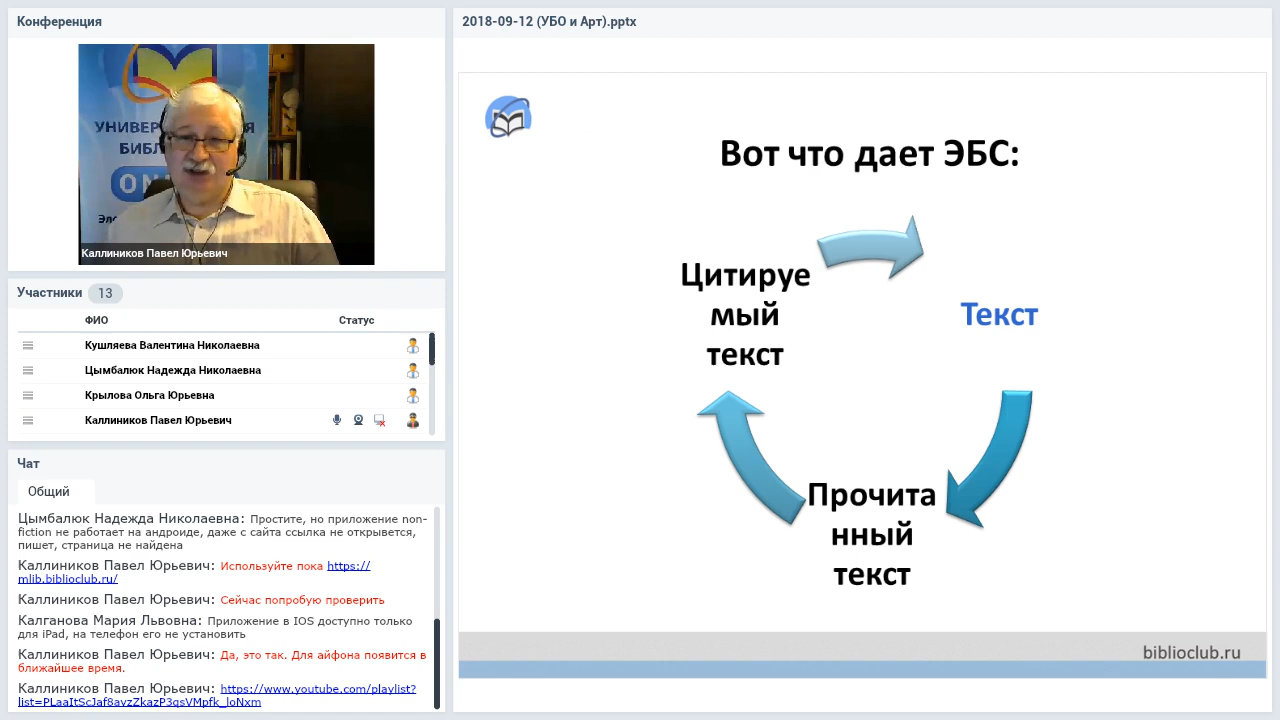 Конференция
2018-09-12 (УБО и Арт).pptx
БИБЛ
Каллиников Павел Юрьевич
Участники 13
ФИО Статус
Кушляева Валентина Николаевна
Цымбалюк Надежда Николаевна
Крылова Ольга Юрьевна
Каллиников Павел Юрьевич
Чат
Общий
Цымбалюк Надежда Николаевна: Простите, но приложение non-
fiction не работает на андроиде, даже с сайта ссылка не открывется,
пишет, страница не найдена
Каллиников Павел Юрьевич: Используйте пока https://
mlib.biblioclub.ru/
Каллиников Павел Юрьевич: Сейчас попробую проверить
Калганова Мария Львовна: Приложение в IOS доступно только
для iPad, на телефон его не установить
Каллиников Павел Юрьевич: Да, это так. Для айфона появится в
ближайшее время.
Каллиников Павел Юрьевич: https://www.youtube.com/playlist?
Вот что дает ЭБС:
Цитируе
мый
текст
Текст
Прочита
нный
текст
biblioclub.ru